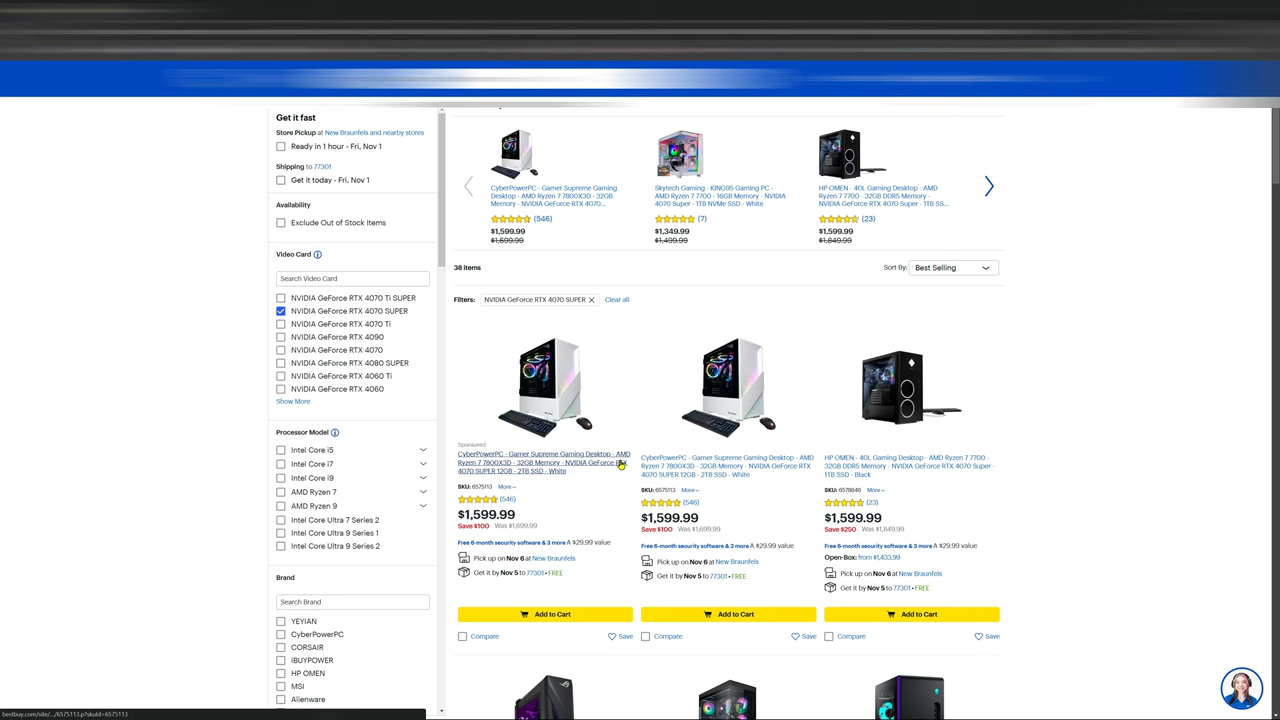 Get it fast
Store Pickup at New Braunfels and nearby stores
Ready in 1 hour - Fri, Nov 1
Shipping to 77301
Get it today - Fri, Nov 1
Availability
Exclude Out of Stock Items
Video Card
Search Video Card
NVIDIA GeForce RTX 4070 Ti SUPER
NVIDIA GeForce RTX 4070 SUPER
NVIDIA GeForce RTX 4070 Ti
NVIDIA GeForce RTX 4090
NVIDIA GeForce RTX 4070
NVIDIA GeForce RTX 4080 SUPER
NVIDIA GeForce RTX 4060 Ti
NVIDIA GeForce RTX 4060
Show More
Processor Model
Intel Core i5
Intel Core i7
Intel Core i9
AMD Ryzen 7
AMD Ryzen 9
Intel Core Ultra 7 Series 2
Intel Core Ultra 9 Series 1
Intel Core Ultra 9 Series 2
Brand
Search Brand
YEYIAN
CyberPowerPC
CORSAIR
iBUYPOWER
HP OMEN
MSI
Alienware
CyberPowerPC - Gamer Supreme Gaming
Desktop - AMD Ryzen 7 7800X3D - 32GB
Memory - NVIDIA GeForce RTX 4070...
(546)
$1,599.99
$1,699.99
Skytech Gaming - KING95 Gaming PC -
AMD Ryzen 7 7700 - 16GB Memory - NVIDIA
4070 Super - 1TB NVMe SSD - White
(7)
$1,349.99
$1,499.99
HP OMEN - 40L Gaming Desktop - AMD
Ryzen 7 7700 - 32GB DDR5 Memory -
NVIDIA GeForce RTX 4070 Super - 1TB SS...
(23)
$1,599.99
$1,849.99
38 items
Sort By: Best Selling
Filters: NVIDIA GeForce RTX 4070 SUPER Clear all
Sponsored
CyberPowerPC - Gamer Supreme Gaming Desktop - AMD
Ryzen 7 7800X3D - 32GB Memory - NVIDIA GeForce RTX
4070 SUPER 12GB - 2TB SSD - White
SKU: 6575113 More
(546)
$1,599.99
Save $100 Was $1,699.99
Free 6-month security software & 3 more A $29.99 value
Pick up on Nov 6 at New Braunfels
Get it by Nov 5 to 77301 • FREE
Add to Cart
Compare Save
CyberPowerPC - Gamer Supreme Gaming Desktop - AMD
Ryzen 7 7800X3D - 32GB Memory - NVIDIA GeForce RTX
4070 SUPER 12GB - 2TB SSD - White
SKU: 6575113 More
(546)
$1,599.99
Save $100 Was $1,699.99
Free 6-month security software & 3 more A $29.99 value
Pick up on Nov 6 at New Braunfels
Get it by Nov 5 to 77301 • FREE
Add to Cart
Compare Save
HP OMEN - 40L Gaming Desktop - AMD Ryzen 7 7700 -
32GB DDR5 Memory - NVIDIA GeForce RTX 4070 Super -
1TB SSD - Black
SKU: 6578846 More
(23)
$1,599.99
Save $250 Was $1,849.99
Free 6-month security software & 3 more A $29.99 value
Open-Box: from $1,433.99
Pick up on Nov 6 at New Braunfels
Get it by Nov 5 to 77301 • FREE
Add to Cart
Compare Save
bestbuy.com/site/.../6575113.p?skuId=6575113